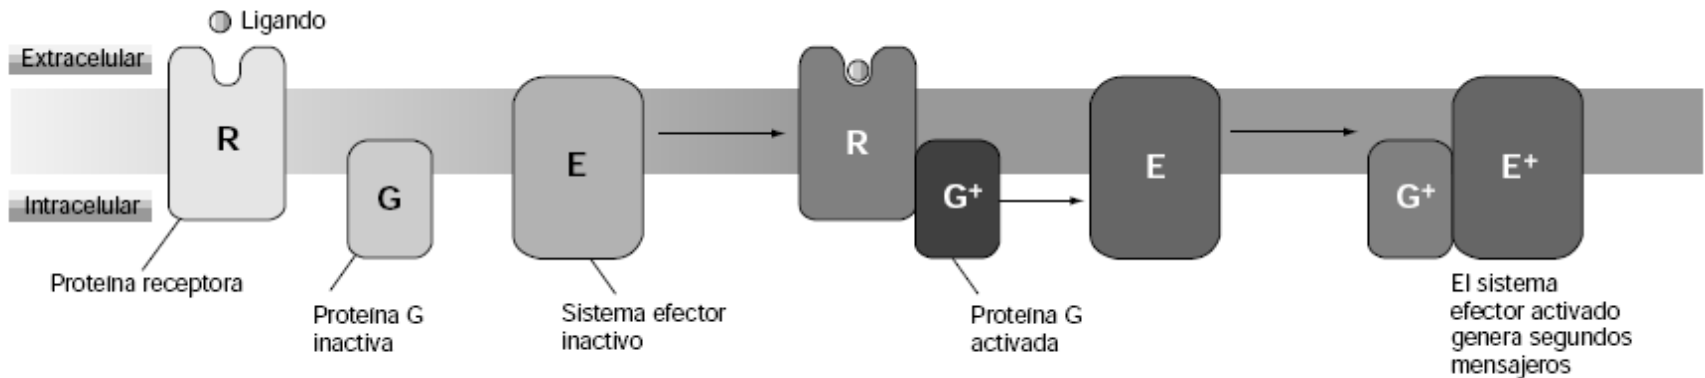 Ligando
Extracelular
R
G
E
R
G+
E
G+
E+
Intracelular
Proteína receptora
Proteína G
inactiva
Sistema efector
inactivo
Proteína G
activada
El sistema
efector activado
genera segundos
mensajeros